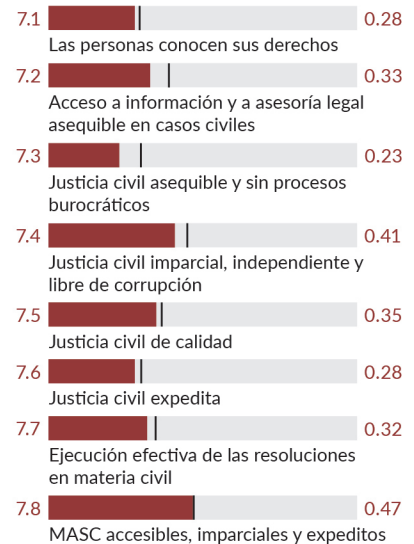 7.1 0.28
Las personas conocen sus derechos
7.2 0.33
Acceso a información y a asesoría legal
asequible en casos civiles
7.3 0.23
Justicia civil asequible y sin procesos
burocráticos
7.4 0.41
Justicia civil imparcial, independiente y
libre de corrupción
7.5 0.35
Justicia civil de calidad
7.6 0.28
Justicia civil expedita
7.7 0.32
Ejecución efectiva de las resoluciones
en materia civil
7.8 0.47
MASC accesibles, imparciales y expeditos